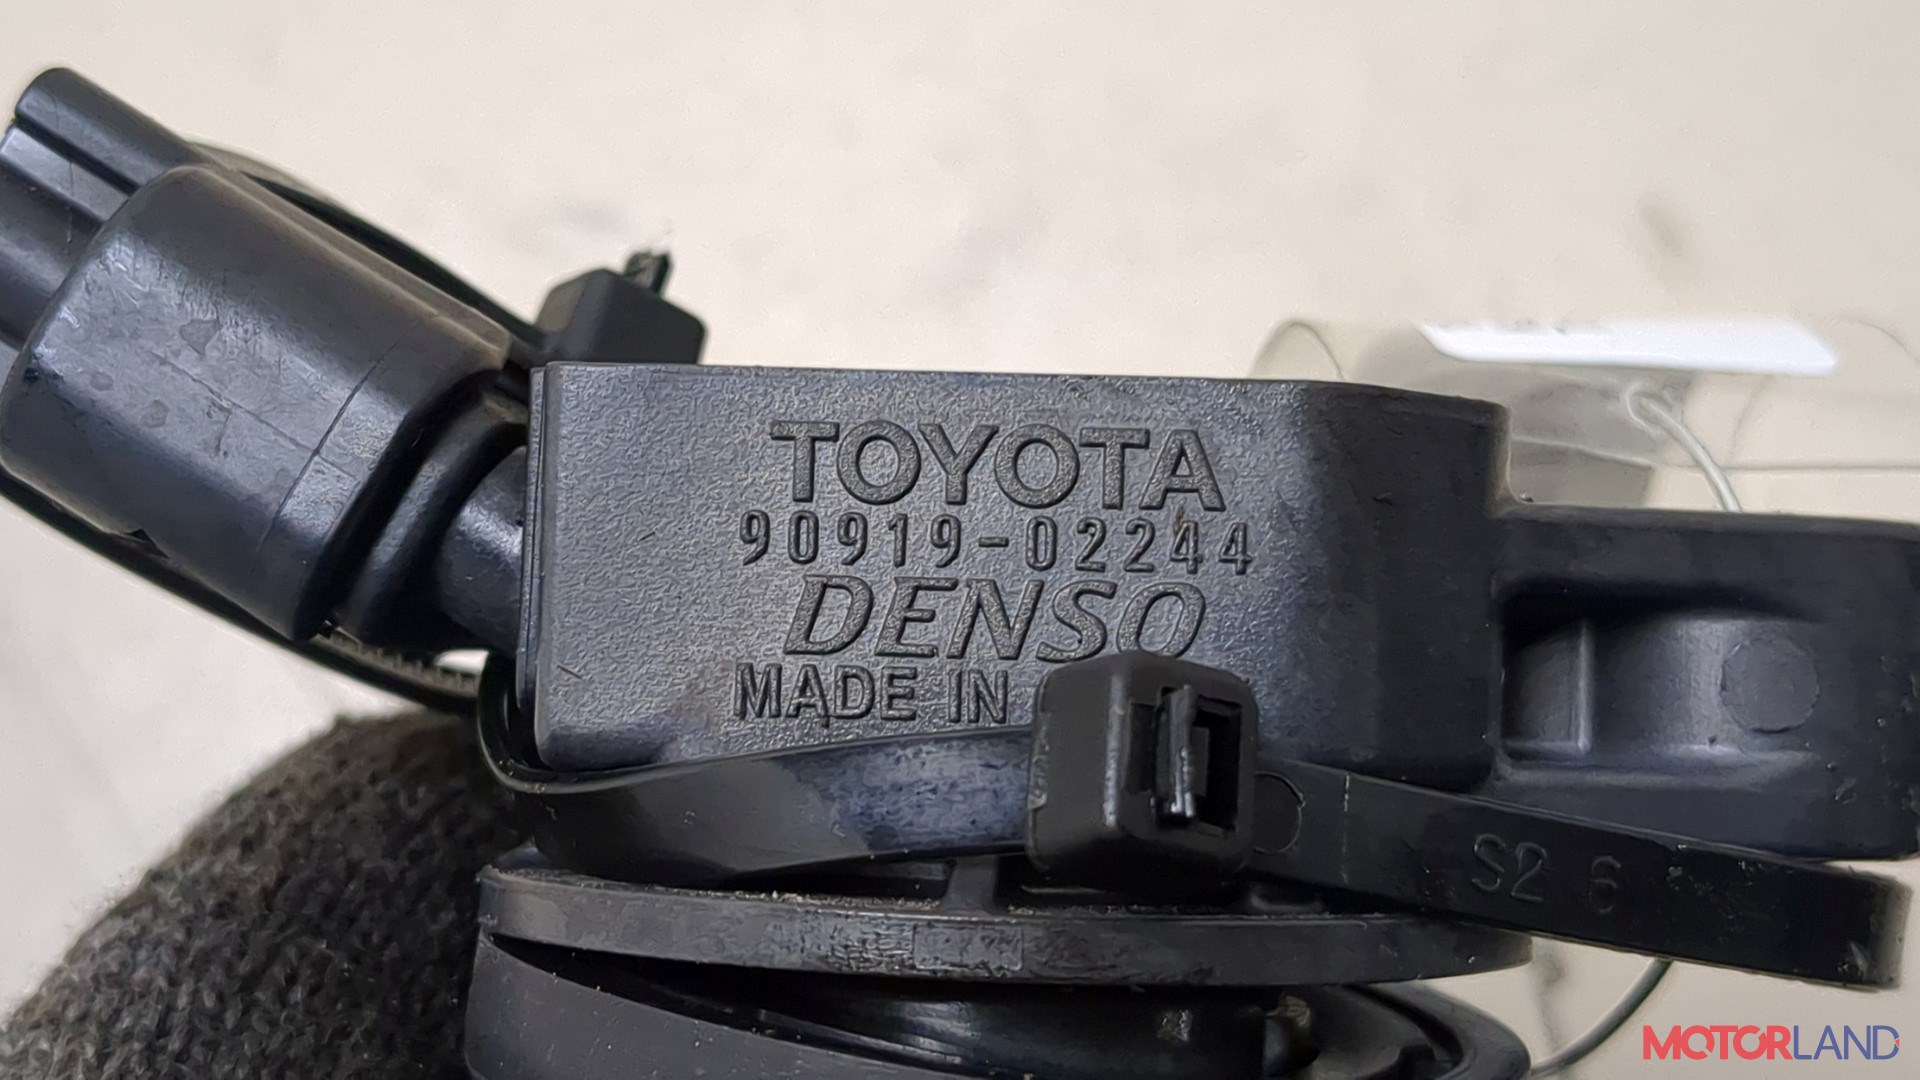 TOYOTA
90919-02244
DENSO
MADE IN
S2 6
MOTORLAND